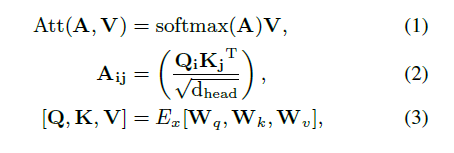 Att(A, V) = softmax(A)V, (1)
A_ij = (Q_i K_j^T / √d_head), (2)
[Q, K, V] = E_x[W_q, W_k, W_v], (3)